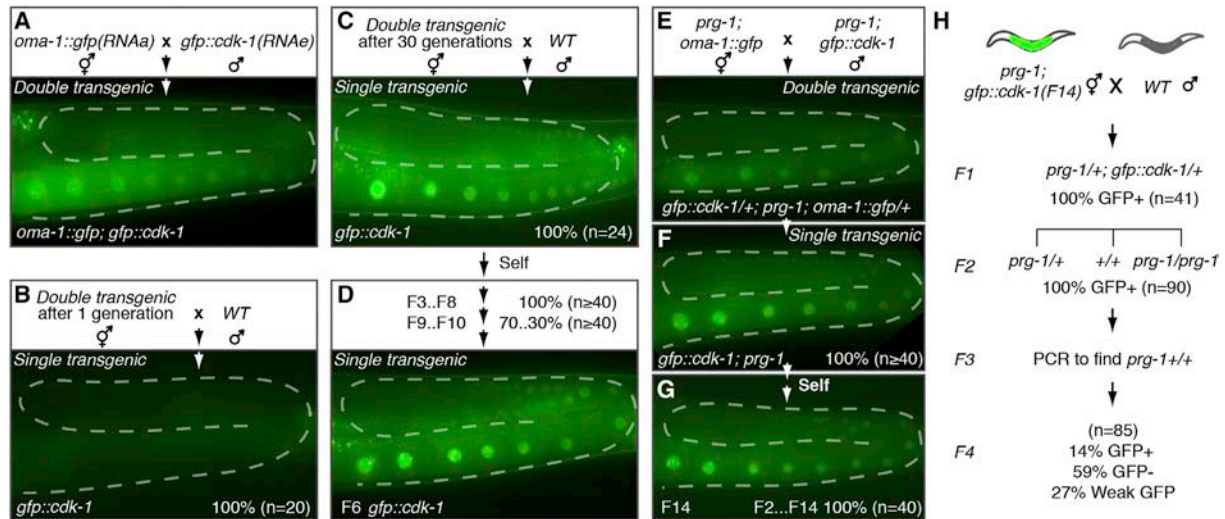 A
oma-1::gfp(RNAa) x gfp::cdk-1(RNAe)
⚥ ♂
Double transgenic
oma-1::gfp; gfp::cdk-1
B
Double transgenic
after 1 generation x WT
⚥ ♂
Single transgenic
gfp::cdk-1 100% (n=20)
C
Double transgenic
after 30 generations x WT
⚥ ♂
Single transgenic
gfp::cdk-1 100% (n=24)
Self
D
F3..F8 100% (n≥40)
F9..F10 70..30% (n≥40)
Single transgenic
F6 gfp::cdk-1
E
prg-1; prg-1;
oma-1::gfp x gfp::cdk-1
⚥ ♂
Double transgenic
gfp::cdk-1/+; prg-1; oma-1::gfp/+
F
Single transgenic
gfp::cdk-1; prg-1 100% (n≥40)
Self
G
F14 F2...F14 100% (n=40)
H
prg-1;
gfp::cdk-1(F14) ⚥ X WT ♂
F1 prg-1/+; gfp::cdk-1/+
100% GFP+ (n=41)
F2 prg-1/+ +/+ prg-1/prg-1
100% GFP+ (n=90)
F3 PCR to find prg-1+/+
F4 (n=85)
14% GFP+
59% GFP-
27% Weak GFP